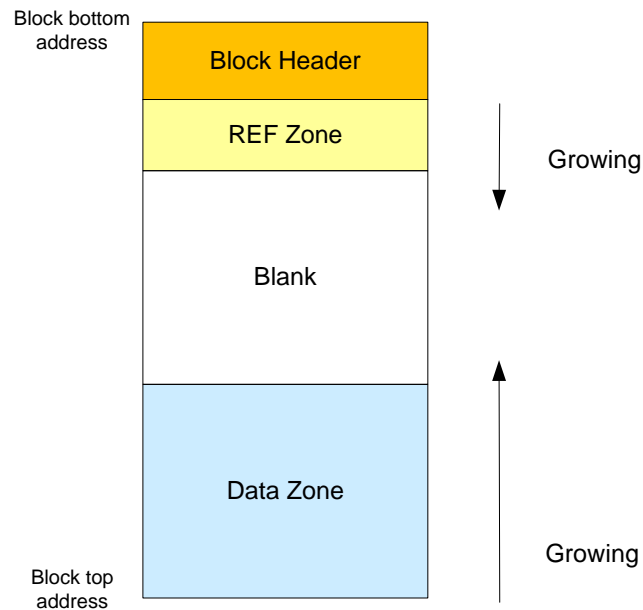 Block bottom
address
Block Header
REF Zone
Growing
Blank
Data Zone
Growing
Block top
address